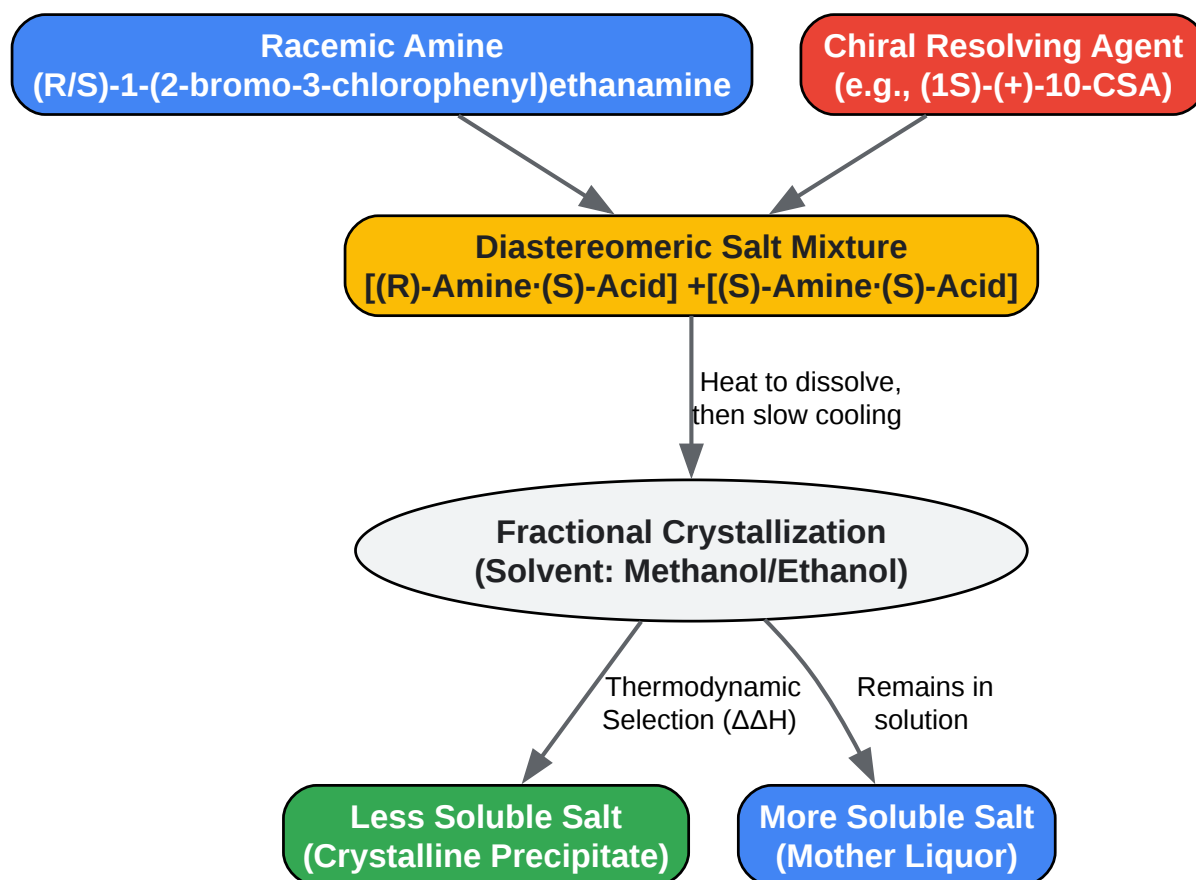 Racemic Amine
(R/S)-1-(2-bromo-3-chlorophenyl)ethanamine
Chiral Resolving Agent
(e.g., (1S)-(+)-10-CSA)
Diastereomeric Salt Mixture
[(R)-Amine·(S)-Acid] +[(S)-Amine·(S)-Acid]
Heat to dissolve,
then slow cooling
Fractional Crystallization
(Solvent: Methanol/Ethanol)
Thermodynamic
Selection (ΔΔH)
Remains in
solution
Less Soluble Salt
(Crystalline Precipitate)
More Soluble Salt
(Mother Liquor)